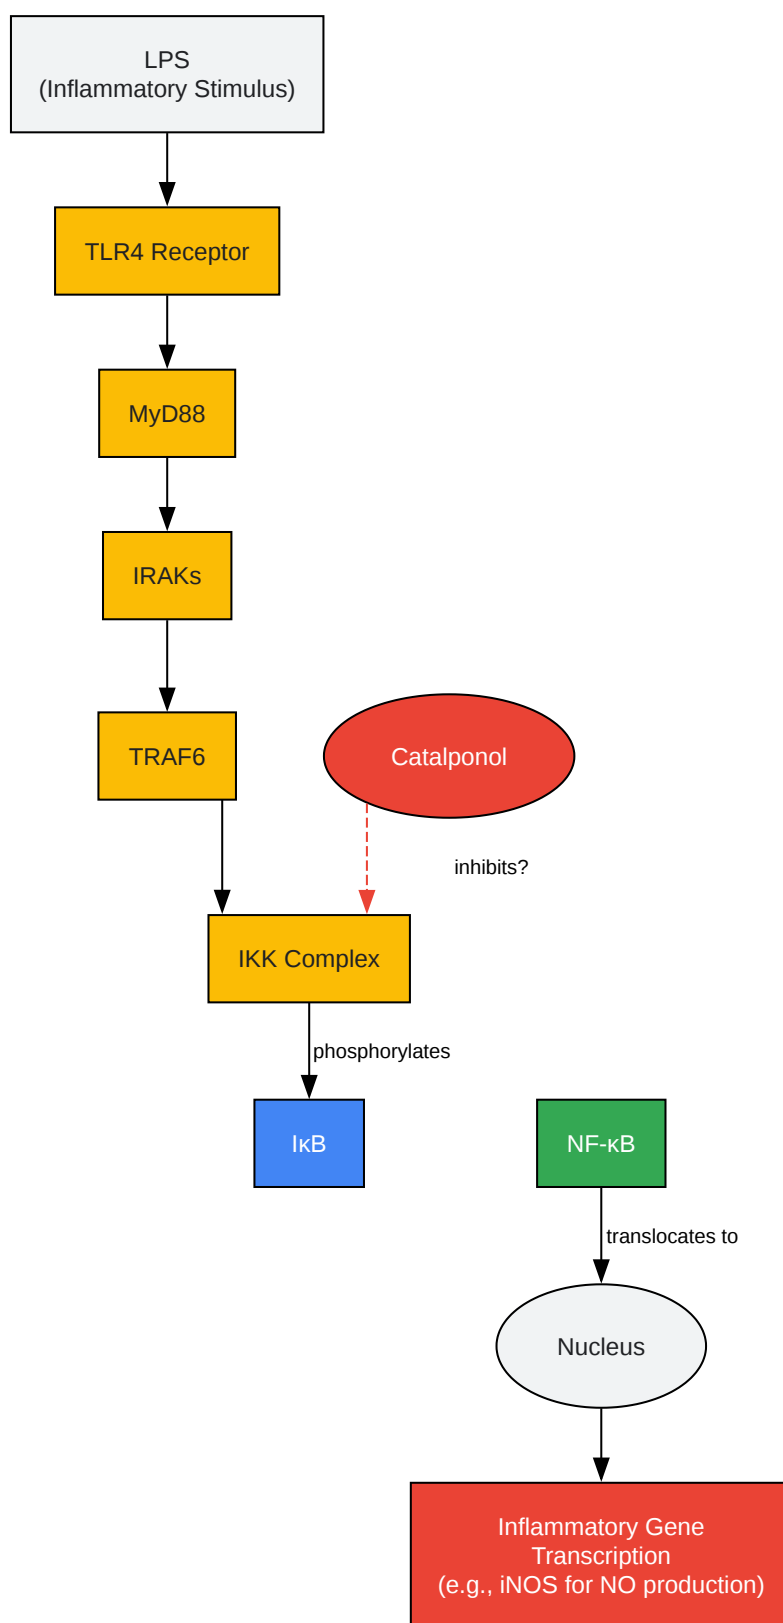 LPS
(Inflammatory Stimulus)
TLR4 Receptor
MyD88
IRAKs
TRAF6
Catalponol
inhibits?
IKK Complex
phosphorylates
IκB
NF-κB
translocates to
Nucleus
Inflammatory Gene
Transcription
(e.g., iNOS for NO production)